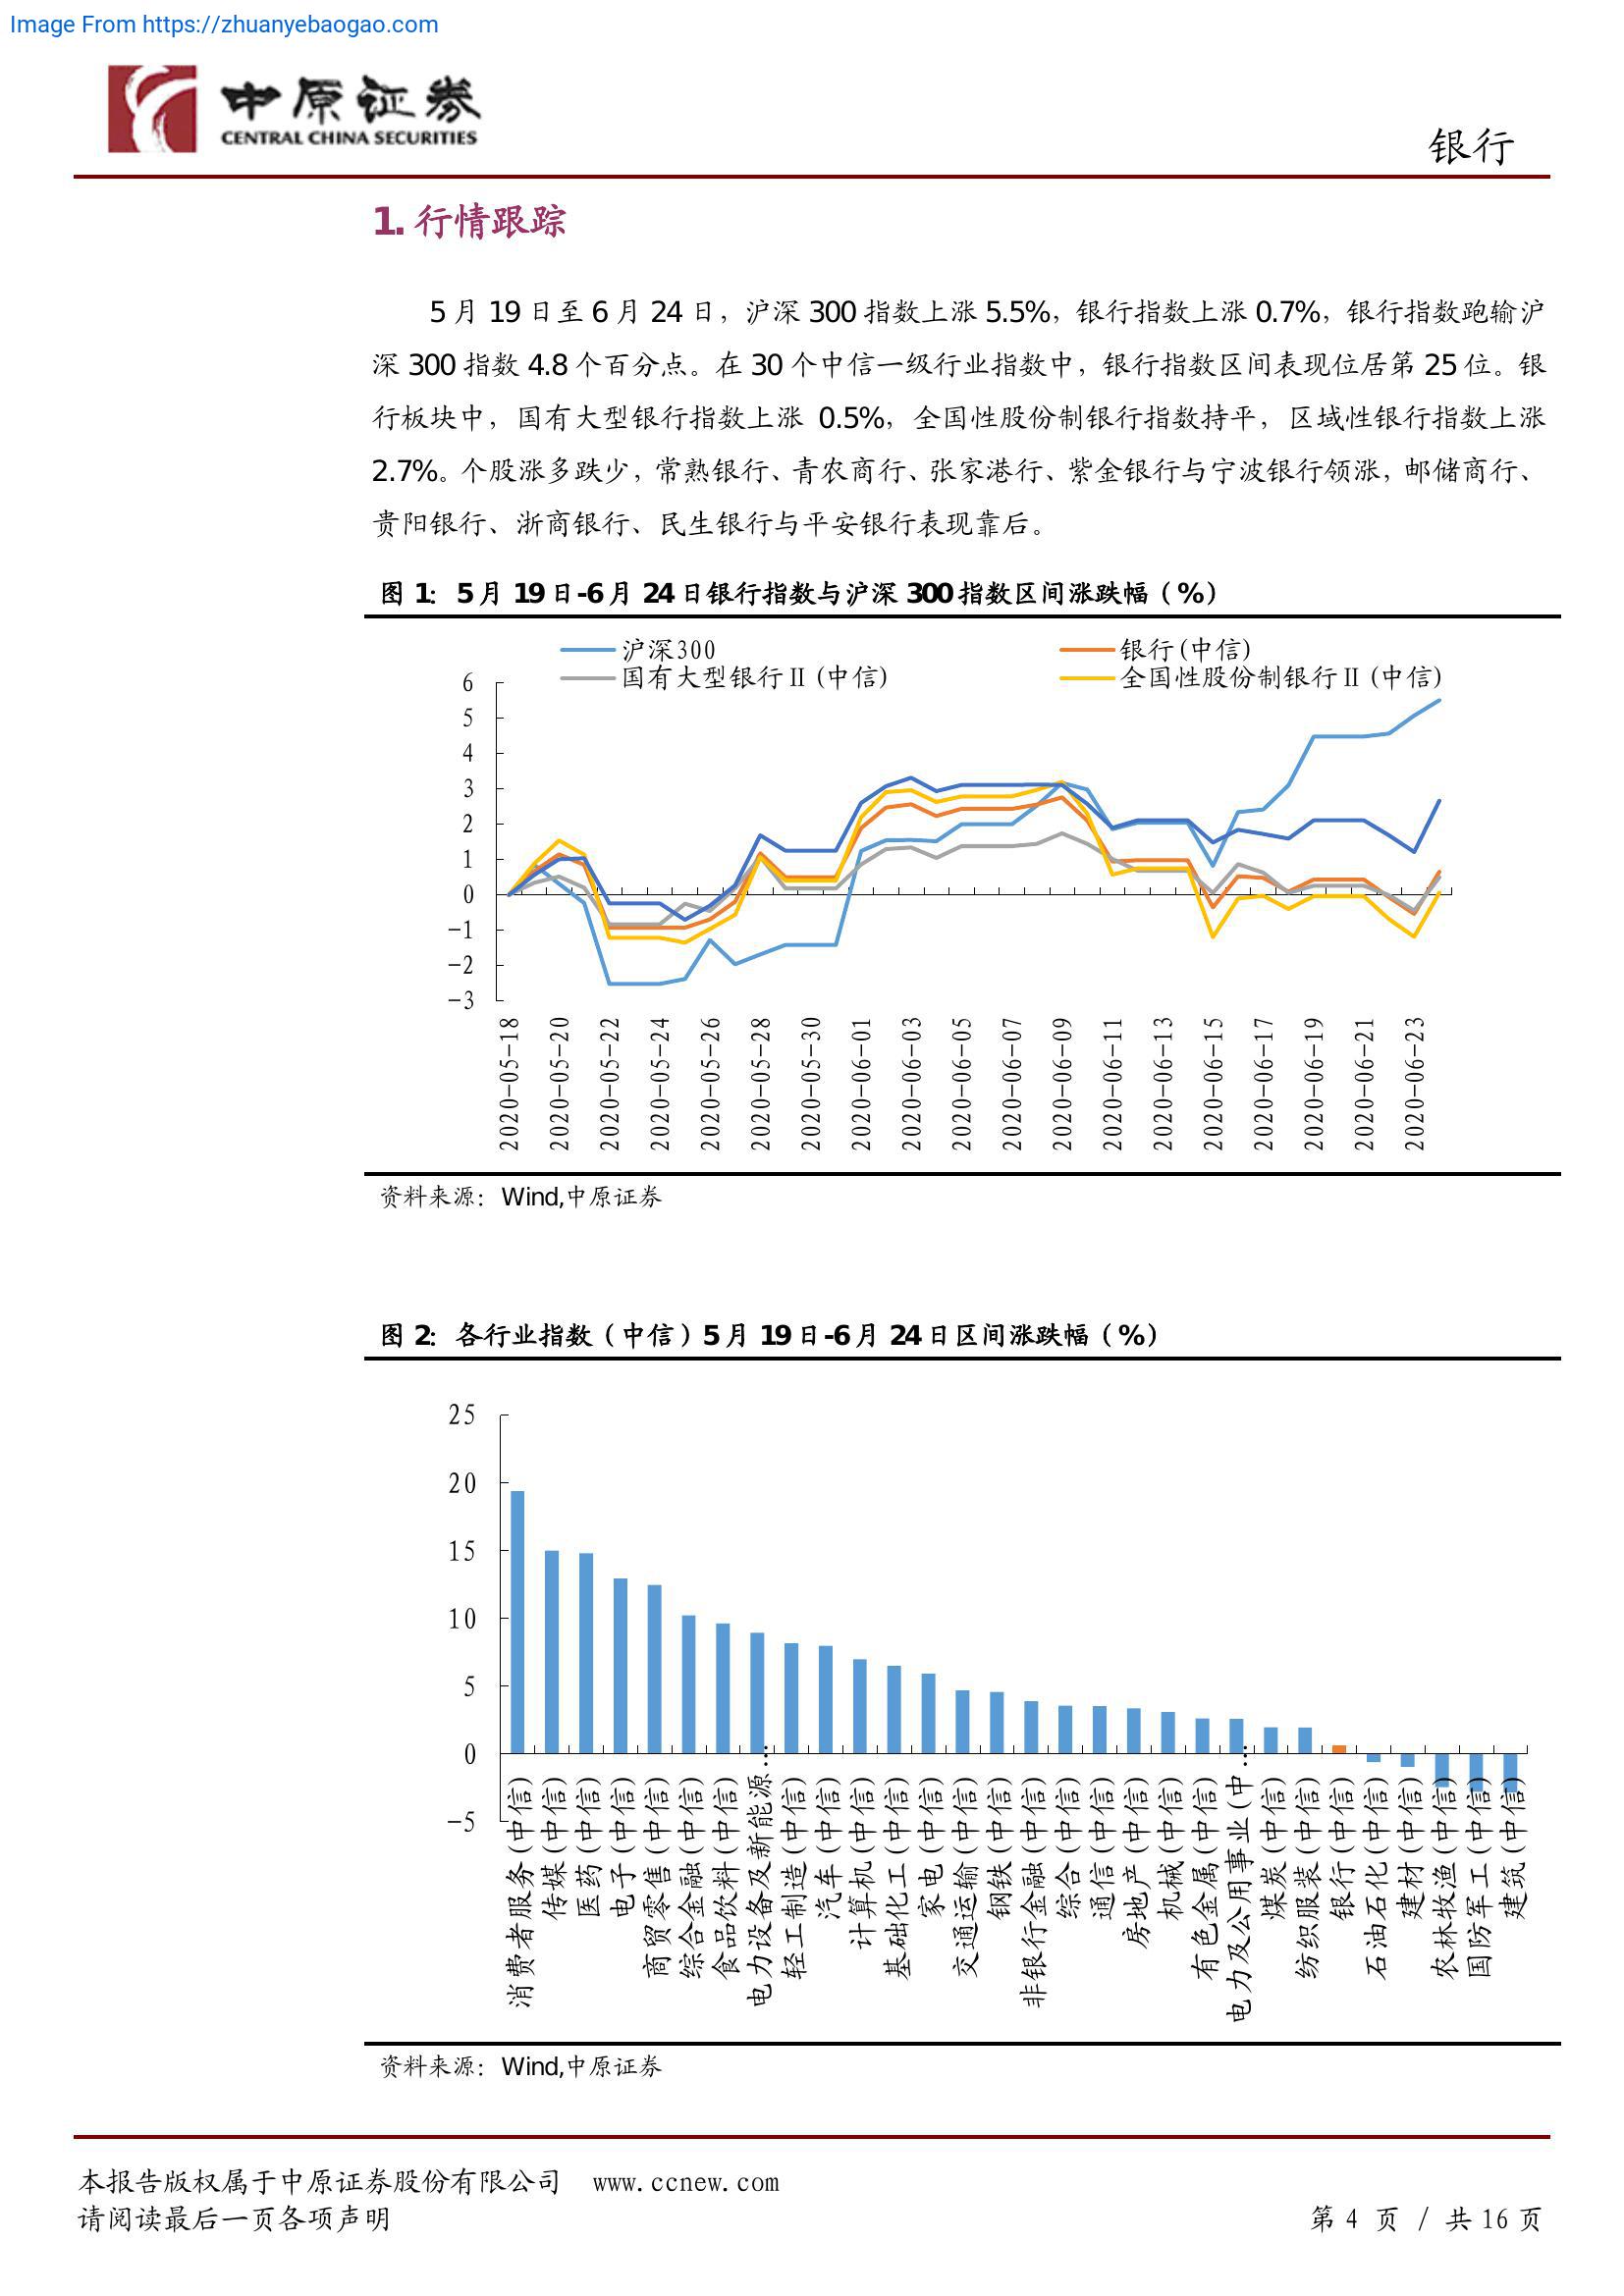 Image From https://zhuanyebaogao.com
中原证券
CENTRAL CHINA SECURITIES
银行
1. 行情跟踪
5 月 19 日至 6 月 24 日，沪深 300 指数上涨 5.5%，银行指数上涨 0.7%，银行指数跑输沪
深 300 指数 4.8 个百分点。在 30 个中信一级行业指数中，银行指数区间表现位居第 25 位。银
行板块中，国有大型银行指数上涨 0.5%，全国性股份制银行指数持平，区域性银行指数上涨
2.7%。个股涨多跌少，常熟银行、青农商行、张家港行、紫金银行与宁波银行领涨，邮储商行、
贵阳银行、浙商银行、民生银行与平安银行表现靠后。
图 1： 5 月 19 日-6 月 24 日银行指数与沪深 300 指数区间涨跌幅（%）
沪深300
银行(中信)
国有大型银行Ⅱ(中信)
全国性股份制银行Ⅱ(中信)
6
5
4
3
2
1
0
-1
-2
-3
2020-05-18
2020-05-20
2020-05-22
2020-05-24
2020-05-26
2020-05-28
2020-05-30
2020-06-01
2020-06-03
2020-06-05
2020-06-07
2020-06-09
2020-06-11
2020-06-13
2020-06-15
2020-06-17
2020-06-19
2020-06-21
2020-06-23
资料来源：Wind,中原证券
图 2： 各行业指数（中信）5 月 19 日-6 月 24 日区间涨跌幅（%）
25
20
15
10
5
0
-5
消费者服务(中信)
传媒(中信)
医药(中信)
电子(中信)
商贸零售(中信)
综合金融(中信)
食品饮料(中信)
电力设备及新能源…
轻工制造(中信)
汽车(中信)
计算机(中信)
基础化工(中信)
家电(中信)
交通运输(中信)
钢铁(中信)
非银行金融(中信)
综合(中信)
通信(中信)
房地产(中信)
机械(中信)
有色金属(中信)
电力及公用事业(中…
煤炭(中信)
纺织服装(中信)
银行(中信)
石油石化(中信)
建材(中信)
农林牧渔(中信)
国防军工(中信)
建筑(中信)
资料来源：Wind,中原证券
本报告版权属于中原证券股份有限公司 www.ccnew.com
请阅读最后一页各项声明
第 4 页 / 共 16 页